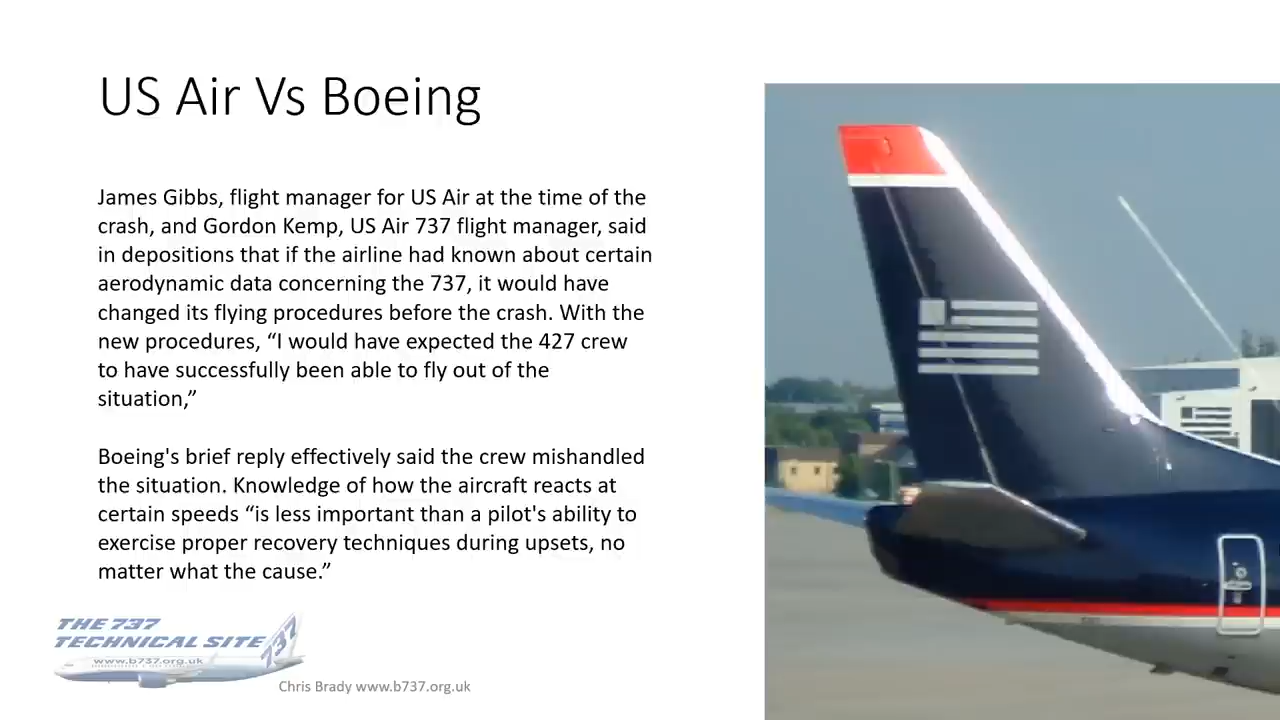 US Air Vs Boeing
James Gibbs, flight manager for US Air at the time of the
crash, and Gordon Kemp, US Air 737 flight manager, said
in depositions that if the airline had known about certain
aerodynamic data concerning the 737, it would have
changed its flying procedures before the crash. With the
new procedures, “I would have expected the 427 crew
to have successfully been able to fly out of the
situation,”
Boeing's brief reply effectively said the crew mishandled
the situation. Knowledge of how the aircraft reacts at
certain speeds “is less important than a pilot's ability to
exercise proper recovery techniques during upsets, no
matter what the cause.”
THE 737
TECHNICAL SITE
737
www.b737.org.uk
Chris Brady www.b737.org.uk